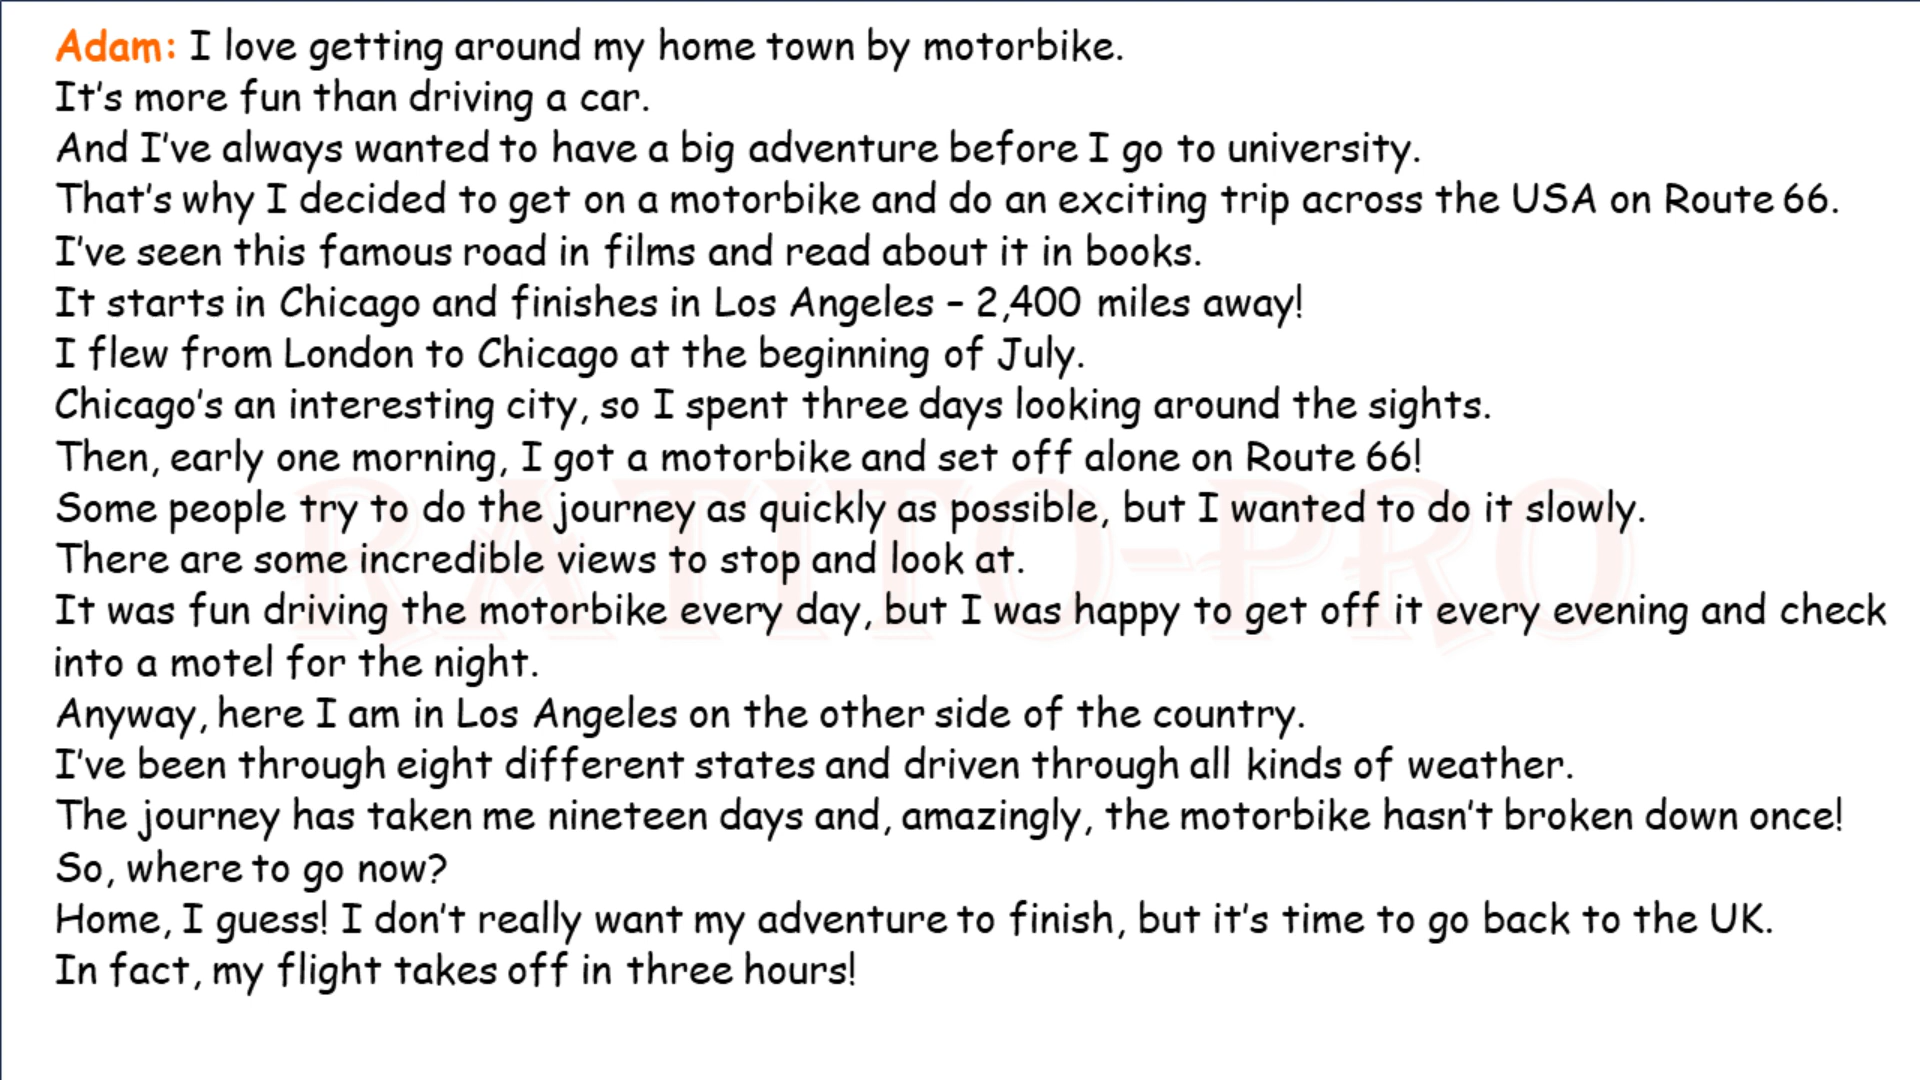 Adam: I love getting around my home town by motorbike.
It's more fun than driving a car.
And I've always wanted to have a big adventure before I go to university.
That's why I decided to get on a motorbike and do an exciting trip across the USA on Route 66.
I've seen this famous road in films and read about it in books.
It starts in Chicago and finishes in Los Angeles – 2,400 miles away!
I flew from London to Chicago at the beginning of July.
Chicago's an interesting city, so I spent three days looking around the sights.
Then, early one morning, I got a motorbike and set off alone on Route 66!
Some people try to do the journey as quickly as possible, but I wanted to do it slowly.
There are some incredible views to stop and look at.
It was fun driving the motorbike every day, but I was happy to get off it every evening and check
into a motel for the night.
Anyway, here I am in Los Angeles on the other side of the country.
I've been through eight different states and driven through all kinds of weather.
The journey has taken me nineteen days and, amazingly, the motorbike hasn't broken down once!
So, where to go now?
Home, I guess! I don't really want my adventure to finish, but it's time to go back to the UK.
In fact, my flight takes off in three hours!
RATITO-PRO